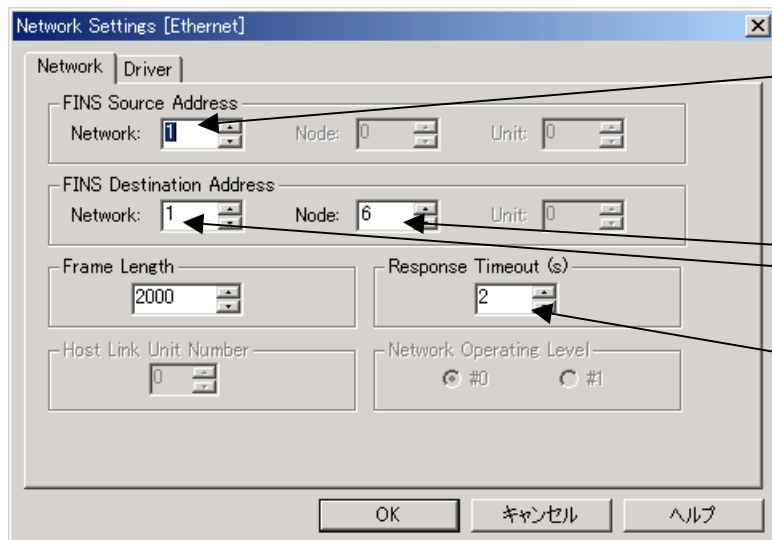 Network Settings [Ethernet]
Network Driver
FINS Source Address
Network: 1 Node: 0 Unit: 0
FINS Destination Address
Network: 1 Node: 6 Unit: 0
Frame Length Response Timeout (s)
2000 2
Host Link Unit Number Network Operating Level
0 #0 #1
OK キャンセル ヘルプ